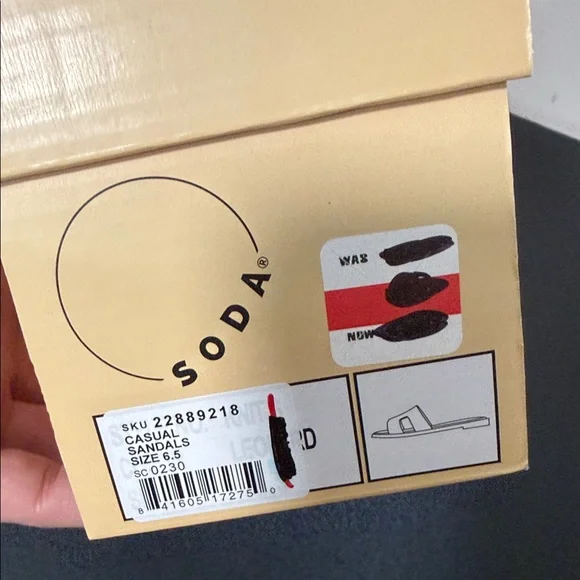 SODA®
WAS
NOW
SKU 22889218
CASUAL
SANDALS
SIZE 6.5
SC 0230
8 41605 17275 0